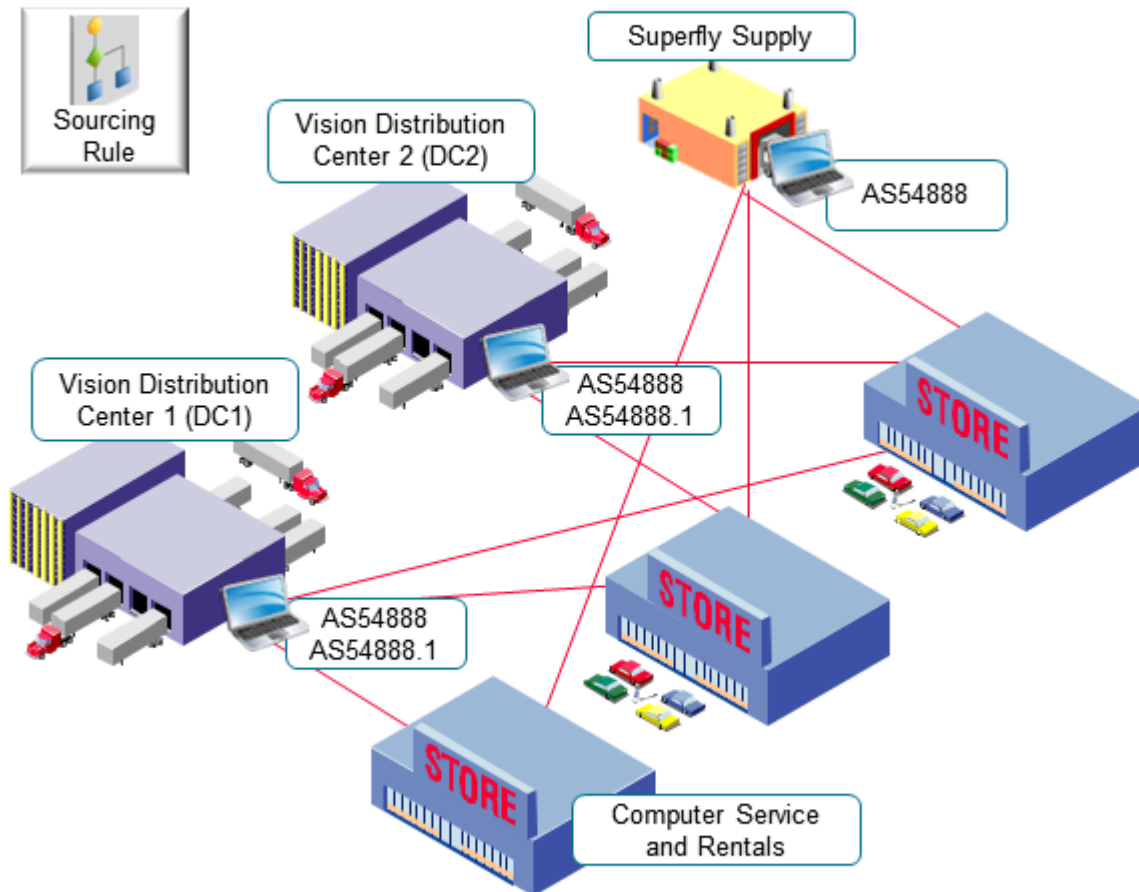 Sourcing
Rule
Superfly Supply
Vision Distribution
Center 2 (DC2)
AS54888
Vision Distribution
Center 1 (DC1)
AS54888
AS54888.1
STORE
AS54888
AS54888.1
STORE
STORE
Computer Service
and Rentals